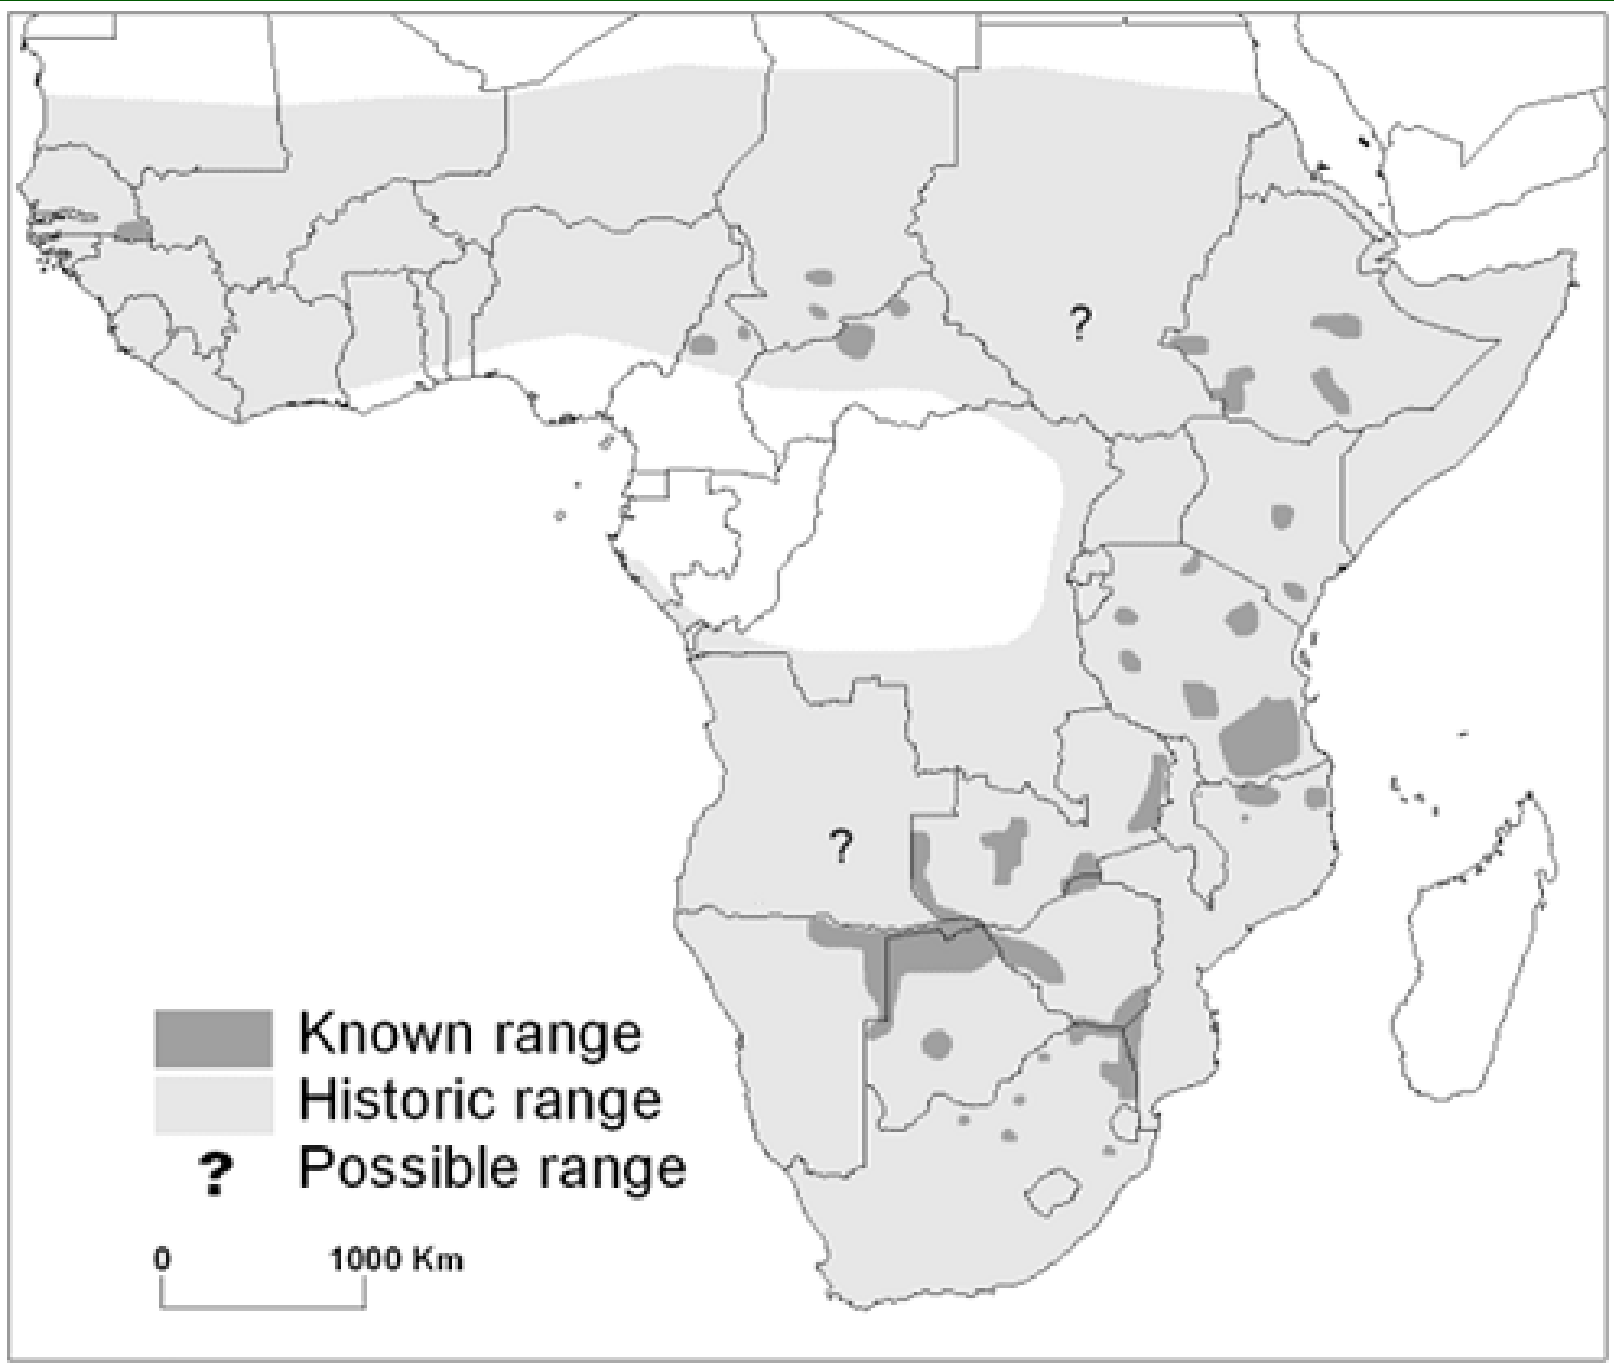 ?
?
Known range
Historic range
? Possible range
0 1000 Km